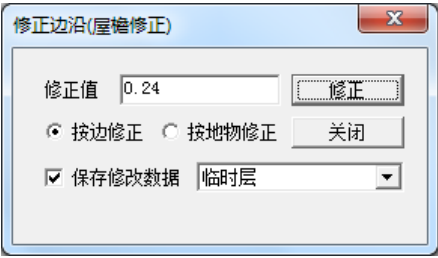 修正边沿(屋檐修正)
修正值 0.24 修正
按边修正 按地物修正 关闭
保存修改数据 临时层